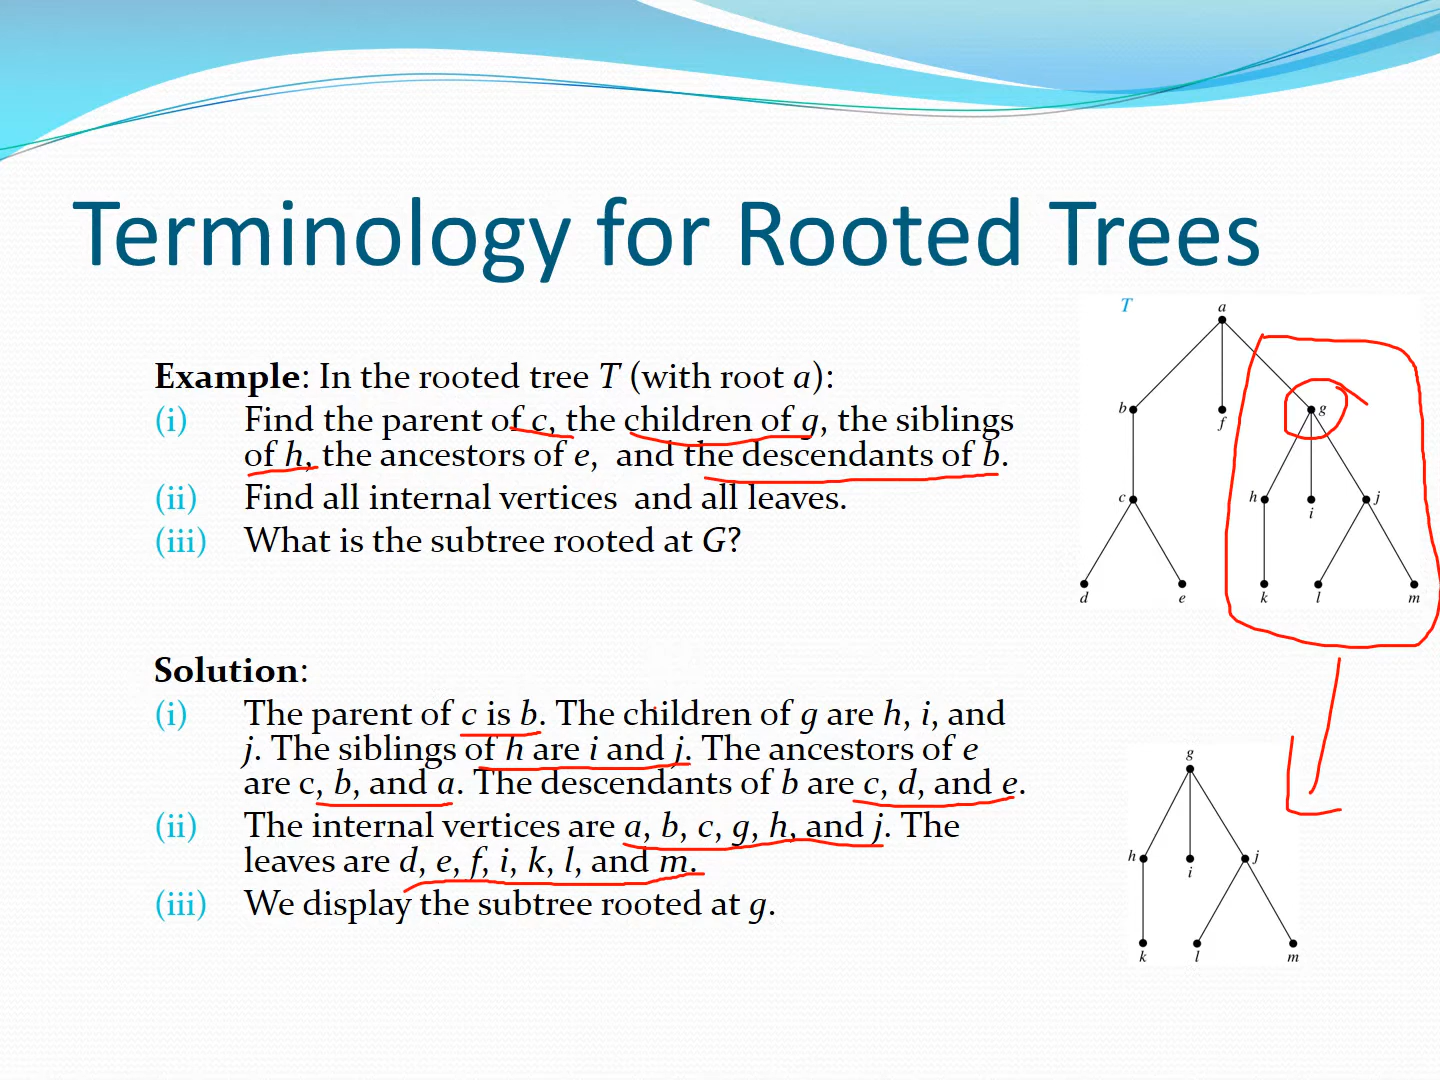 Terminology for Rooted Trees
Example: In the rooted tree T (with root a):
(i) Find the parent of c, the children of g, the siblings
of h, the ancestors of e, and the descendants of b.
(ii) Find all internal vertices and all leaves.
(iii) What is the subtree rooted at G?
T a
b f g
c h i j
d e k l m
Solution:
(i) The parent of c is b. The children of g are h, i, and
j. The siblings of h are i and j. The ancestors of e
are c, b, and a. The descendants of b are c, d, and e.
(ii) The internal vertices are a, b, c, g, h, and j. The
leaves are d, e, f, i, k, l, and m.
(iii) We display the subtree rooted at g.
g
h i j
k l m